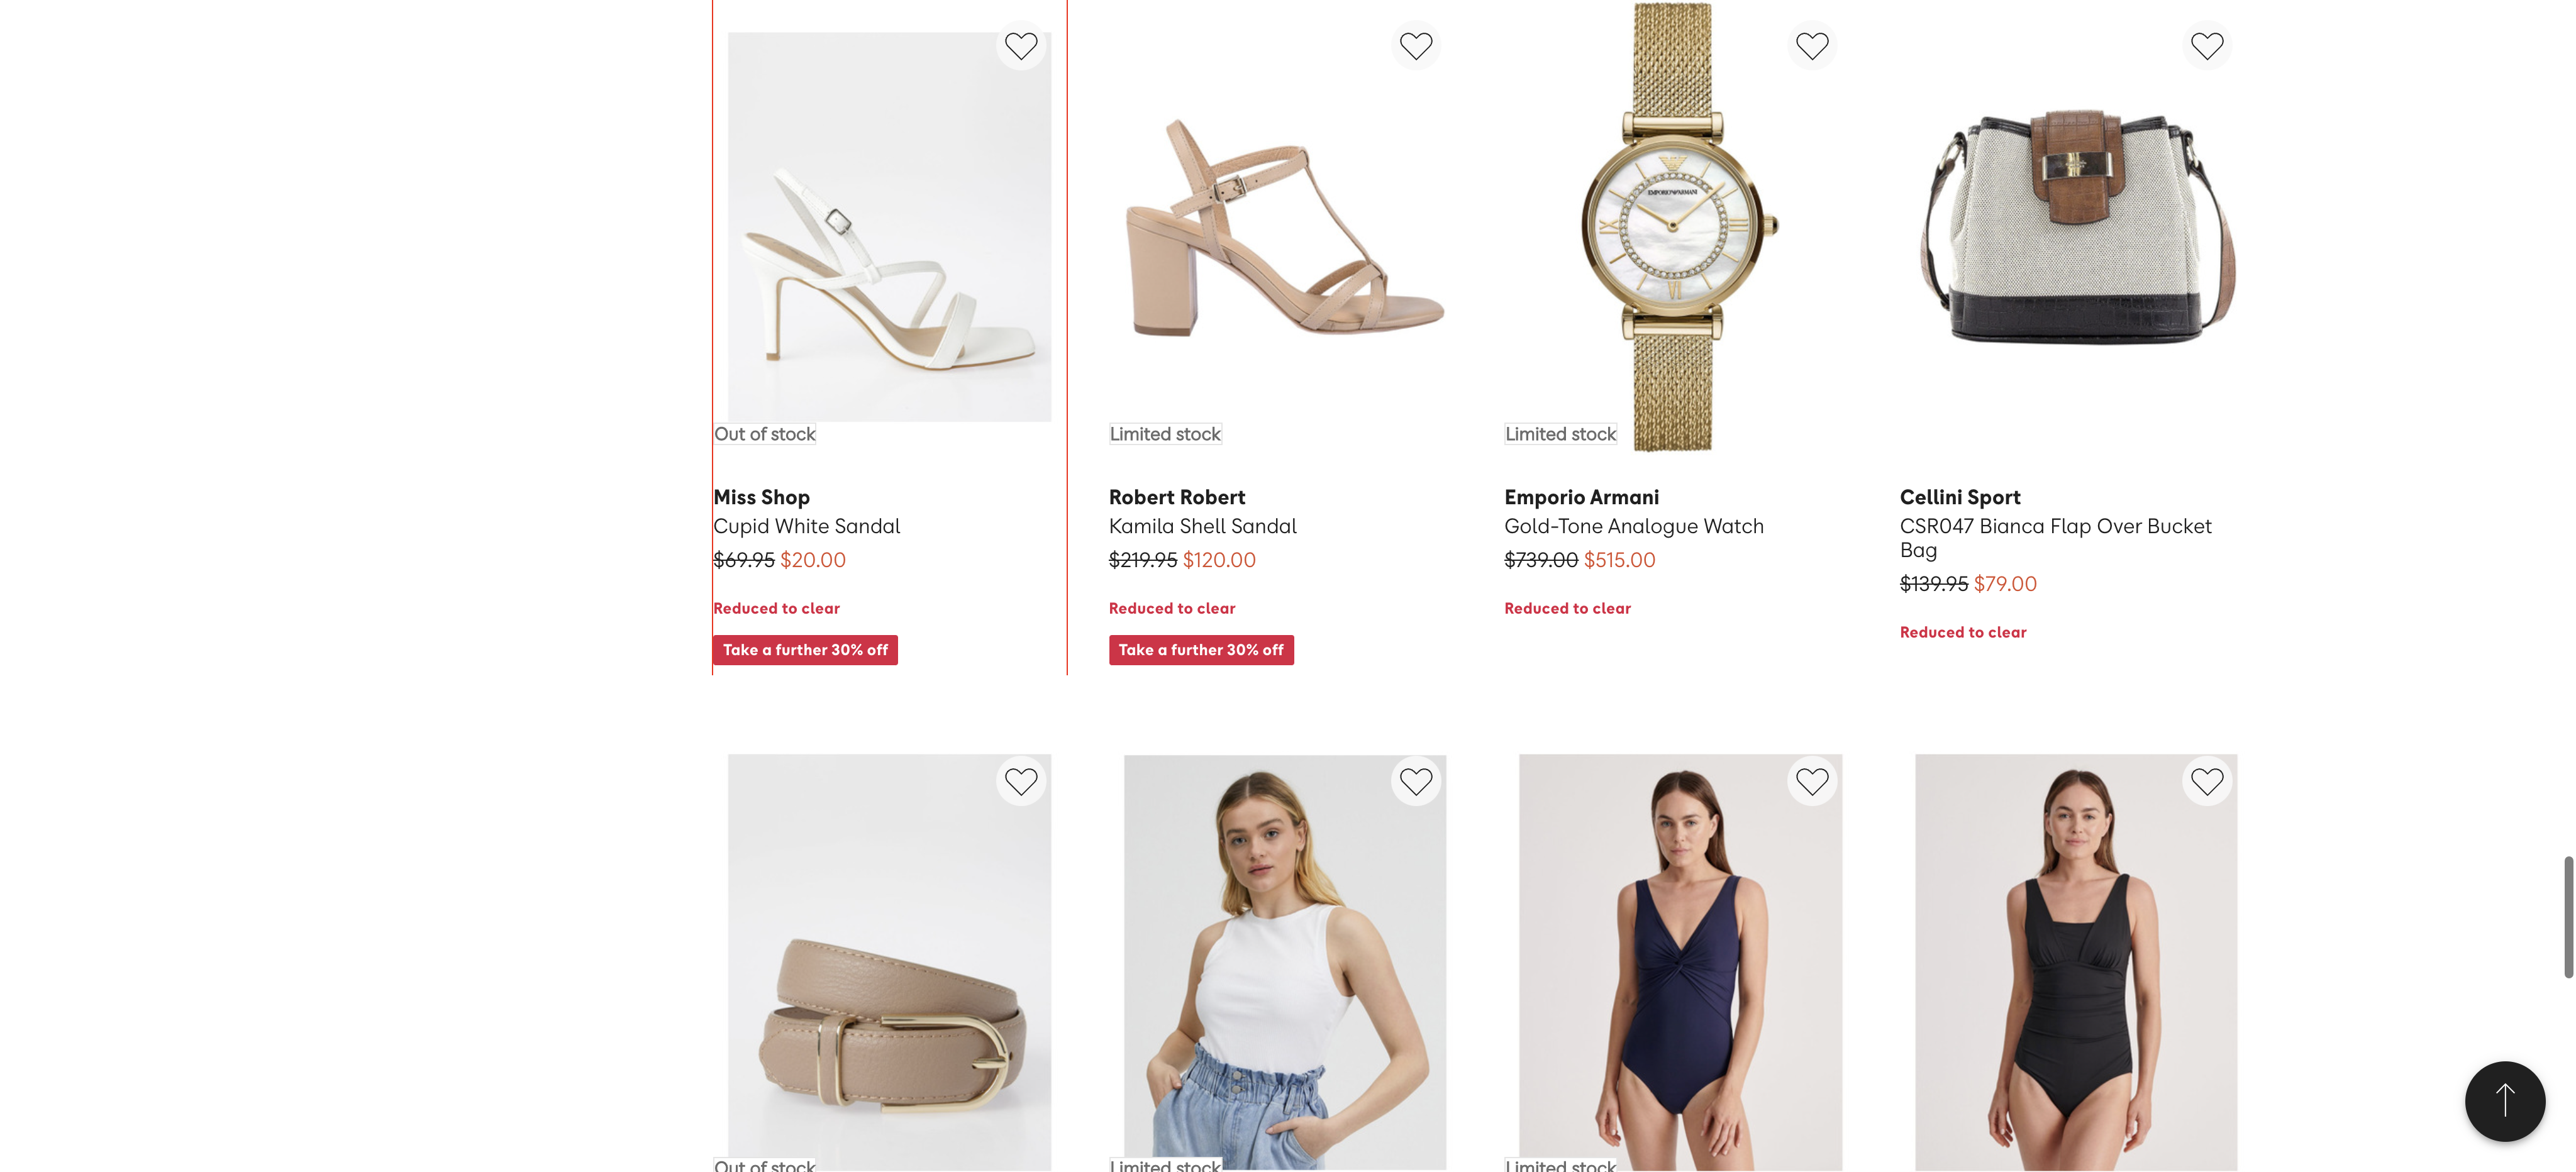 EMPORIO ARMANI
Out of stock
Limited stock
Limited stock
Miss Shop
Cupid White Sandal
$69.95 $20.00
Reduced to clear
Take a further 30% off
Robert Robert
Kamila Shell Sandal
$219.95 $120.00
Reduced to clear
Take a further 30% off
Emporio Armani
Gold-Tone Analogue Watch
$739.00 $515.00
Reduced to clear
Cellini Sport
CSR047 Bianca Flap Over Bucket
Bag
$139.95 $79.00
Reduced to clear
Out of stock
Limited stock
Limited stock